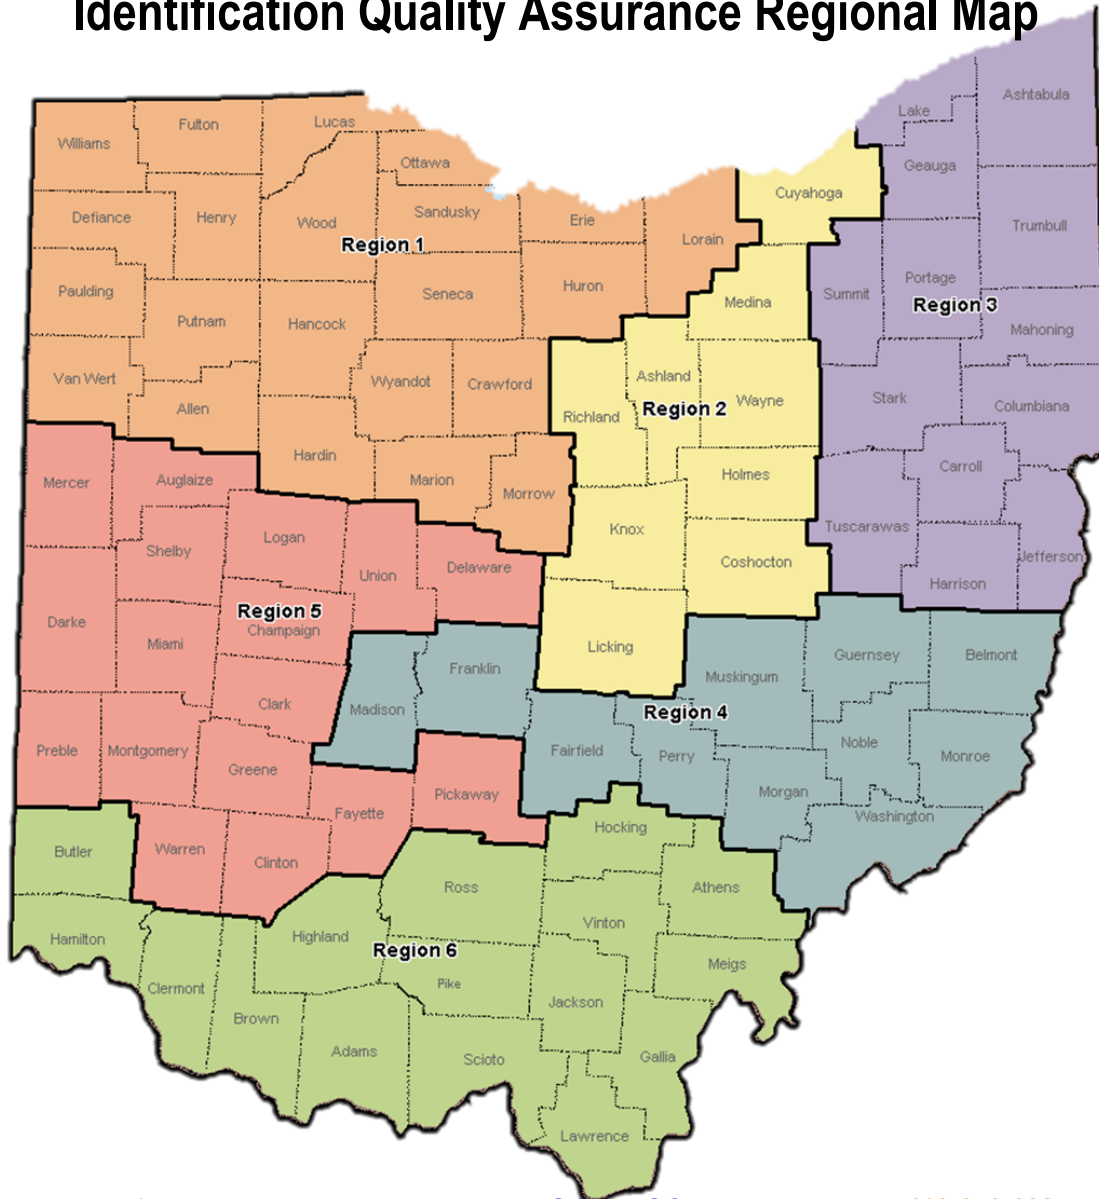 Identification Quality Assurance Regional Map
Ashtabula
Lake
Lucas
Fulton
Williams
Ottawa
Geauga
Cuyahoga
Sandusky
Defiance
Henry
Erie
Wood
Trumbull
Lorain
Region 1
Portage
Huron
Paulding
Seneca
Summit
Medina
Region 3
Putnam
Hancock
Mahoning
Ashland
Van Wert
Wyandot
Crawford
Stark
Wayne
Columbiana
Allen
Region 2
Richland
Hardin
Carroll
Holmes
Marion
Auglaize
Mercer
Morrow
Tuscarawas
Knox
Logan
Shelby
Jefferson
Coshocton
Delaware
Union
Harrison
Region 5
Darke
Champaign
Miami
Licking
Guernsey
Belmont
Franklin
Muskingum
Clark
Madison
Region 4
Noble
Preble
Montgomery
Fairfield
Perry
Monroe
Greene
Morgan
Pickaway
Fayette
Washington
Hocking
Warren
Butler
Clinton
Ross
Athens
Vinton
Highland
Hamilton
Region 6
Meigs
Pike
Clermont
Jackson
Brown
Adams
Gallia
Scioto
Lawrence